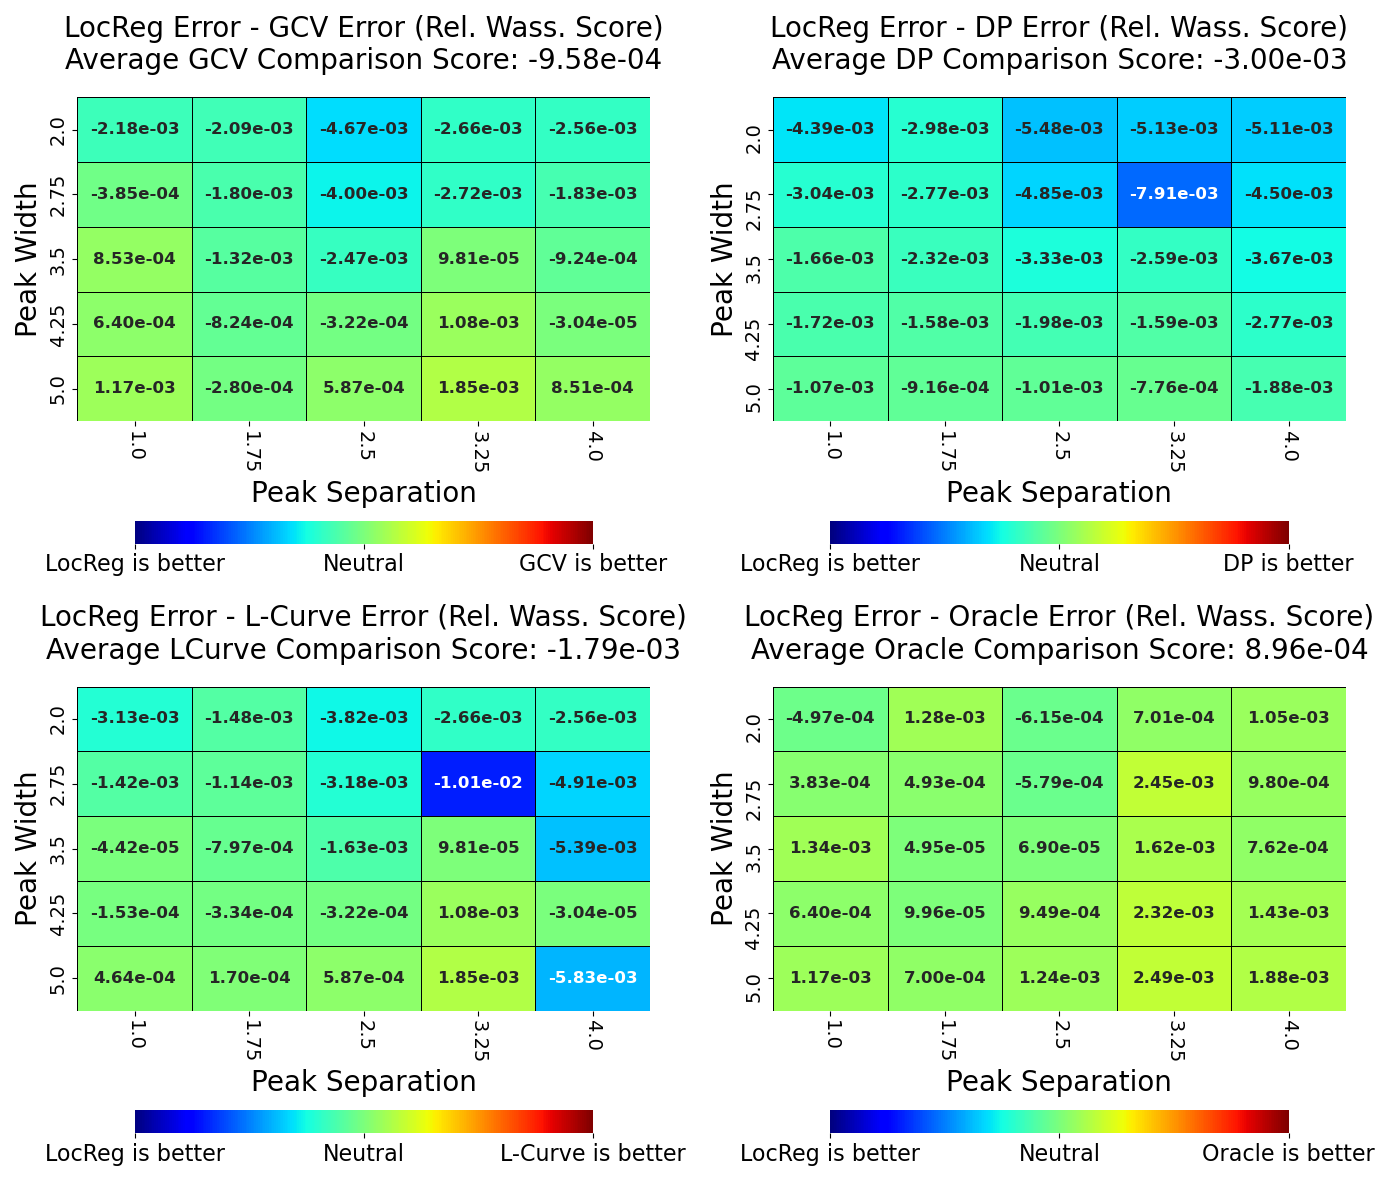 LocReg Error - GCV Error (Rel. Wass. Score)
Average GCV Comparison Score: -9.58e-04
Peak Width
2.0 -2.18e-03 -2.09e-03 -4.67e-03 -2.66e-03 -2.56e-03
2.75 -3.85e-04 -1.80e-03 -4.00e-03 -2.72e-03 -1.83e-03
3.5 8.53e-04 -1.32e-03 -2.47e-03 9.81e-05 -9.24e-04
4.25 6.40e-04 -8.24e-04 -3.22e-04 1.08e-03 -3.04e-05
5.0 1.17e-03 -2.80e-04 5.87e-04 1.85e-03 8.51e-04
1.0 1.75 2.5 3.25 4.0
Peak Separation
LocReg is better Neutral GCV is better
LocReg Error - DP Error (Rel. Wass. Score)
Average DP Comparison Score: -3.00e-03
Peak Width
2.0 -4.39e-03 -2.98e-03 -5.48e-03 -5.13e-03 -5.11e-03
2.75 -3.04e-03 -2.77e-03 -4.85e-03 -7.91e-03 -4.50e-03
3.5 -1.66e-03 -2.32e-03 -3.33e-03 -2.59e-03 -3.67e-03
4.25 -1.72e-03 -1.58e-03 -1.98e-03 -1.59e-03 -2.77e-03
5.0 -1.07e-03 -9.16e-04 -1.01e-03 -7.76e-04 -1.88e-03
1.0 1.75 2.5 3.25 4.0
Peak Separation
LocReg is better Neutral DP is better
LocReg Error - L-Curve Error (Rel. Wass. Score)
Average LCurve Comparison Score: -1.79e-03
Peak Width
2.0 -3.13e-03 -1.48e-03 -3.82e-03 -2.66e-03 -2.56e-03
2.75 -1.42e-03 -1.14e-03 -3.18e-03 -1.01e-02 -4.91e-03
3.5 -4.42e-05 -7.97e-04 -1.63e-03 9.81e-05 -5.39e-03
4.25 -1.53e-04 -3.34e-04 -3.22e-04 1.08e-03 -3.04e-05
5.0 4.64e-04 1.70e-04 5.87e-04 1.85e-03 -5.83e-03
1.0 1.75 2.5 3.25 4.0
Peak Separation
LocReg is better Neutral L-Curve is better
LocReg Error - Oracle Error (Rel. Wass. Score)
Average Oracle Comparison Score: 8.96e-04
Peak Width
2.0 -4.97e-04 1.28e-03 -6.15e-04 7.01e-04 1.05e-03
2.75 3.83e-04 4.93e-04 -5.79e-04 2.45e-03 9.80e-04
3.5 1.34e-03 4.95e-05 6.90e-05 1.62e-03 7.62e-04
4.25 6.40e-04 9.96e-05 9.49e-04 2.32e-03 1.43e-03
5.0 1.17e-03 7.00e-04 1.24e-03 2.49e-03 1.88e-03
1.0 1.75 2.5 3.25 4.0
Peak Separation
LocReg is better Neutral Oracle is better